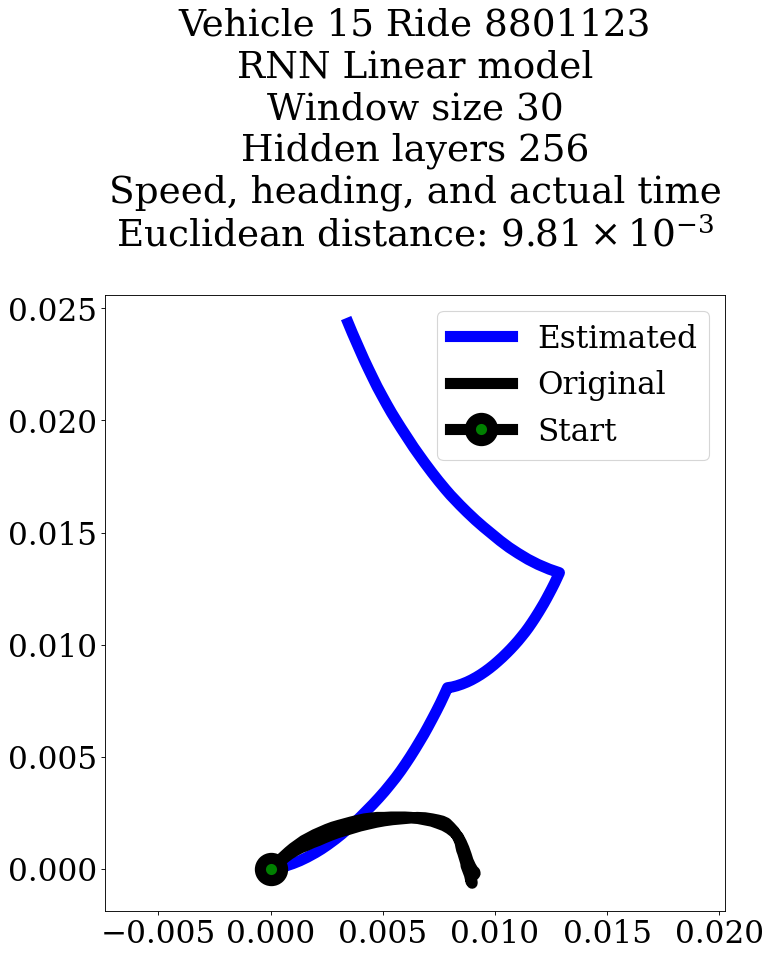 Vehicle 15 Ride 8801123
RNN Linear model
Window size 30
Hidden layers 256
Speed, heading, and actual time
Euclidean distance: 9.81 × 10⁻³
0.025
0.020
0.015
0.010
0.005
0.000
Estimated
Original
Start
−0.005 0.000 0.005 0.010 0.015 0.020